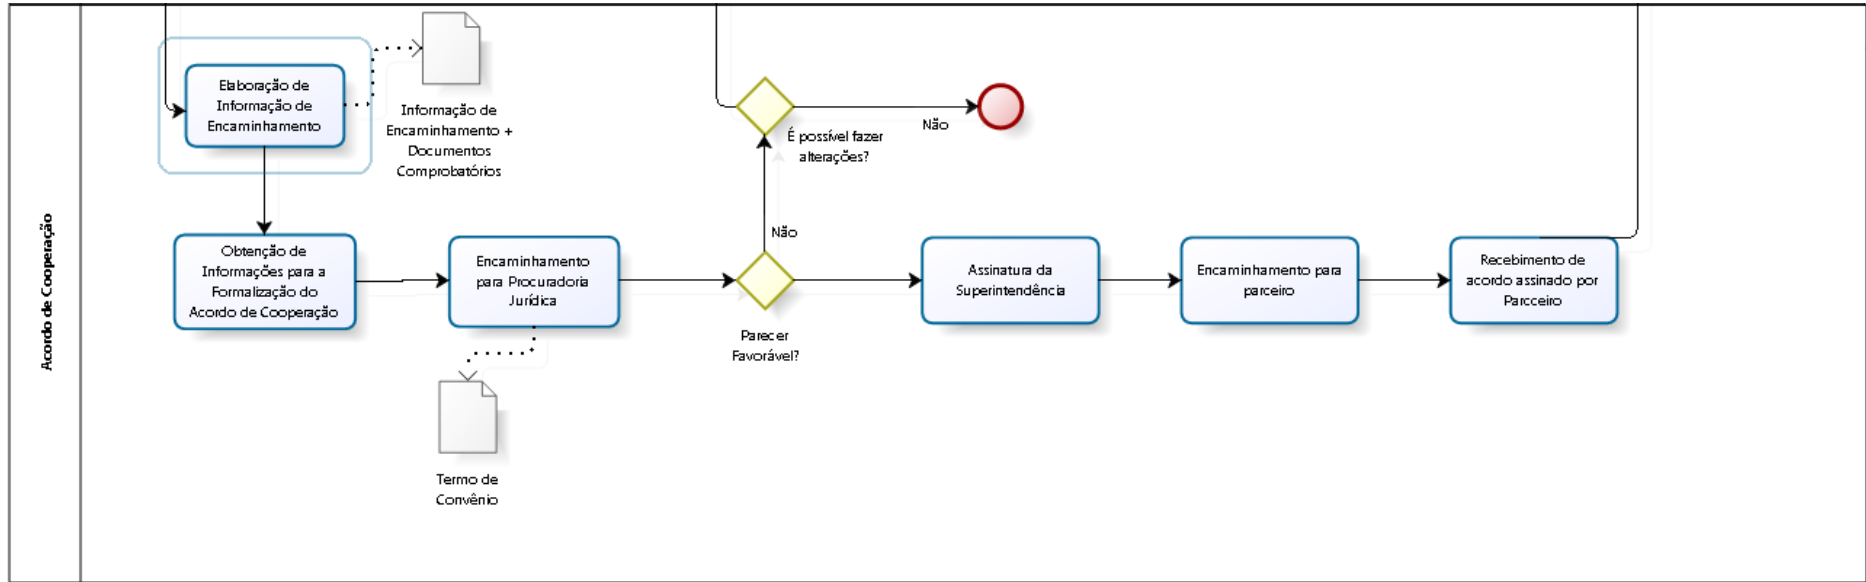 Acordo de Cooperação
Elaboração de
Informação de
Encaminhamento
Informação de
Encaminhamento +
Documentos
Comprobatórios
É possível fazer
alterações?
Não
Não
Obtenção de
Informações para a
Formalização do
Acordo de Cooperação
Encaminhamento
para Procuradoria
Jurídica
Parecer
Favorável?
Assinatura da
Superintendência
Encaminhamento para
parceiro
Recebimento de
acordo assinado por
Parcceiro
Termo de
Convênio